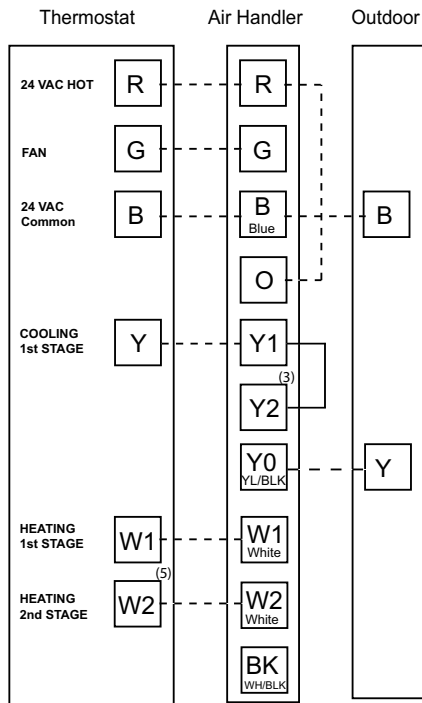 Thermostat Air Handler Outdoor
24 VAC HOT R R
FAN G G
24 VAC
Common B B B
Blue
O
COOLING
1st STAGE Y Y1
(3)
Y2
Y0 Y
YL/BLK
HEATING
1st STAGE W1 W1
White
(5)
HEATING
2nd STAGE W2 W2
White
BK
WH/BLK